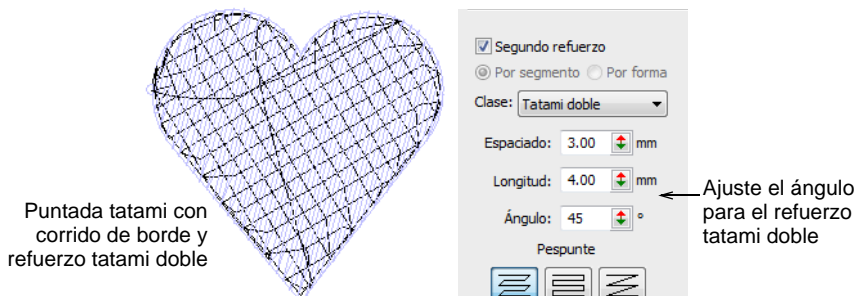 Puntada tatami con
corrido de borde y
refuerzo tatami doble
Segundo refuerzo
Por segmento Por forma
Clase: Tatami doble
Espaciado: 3.00 mm
Longitud: 4.00 mm
Ángulo: 45 °
Pespunte
Ajuste el ángulo
para el refuerzo
tatami doble